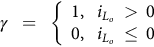 γ = { 1, i_{L_o} > 0
0, i_{L_o} ≤ 0